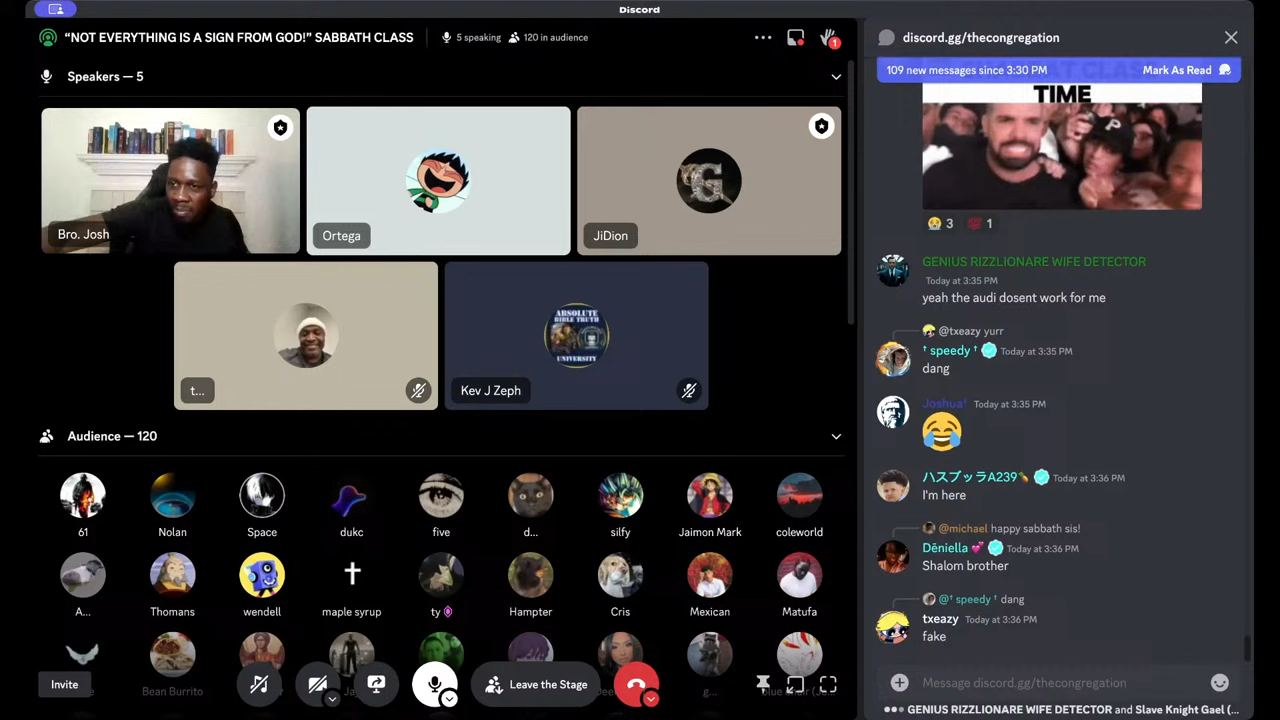 Discord
"NOT EVERYTHING IS A SIGN FROM GOD!" SABBATH CLASS
5 speaking
120 in audience
1
Speakers — 5
Bro. Josh
Ortega
G
JiDion
t...
ABSOLUTE
BIBLE TRUTH
UNIVERSITY
Kev J Zeph
Audience — 120
61
Nolan
Space
dukc
five
d...
silfy
Jaimon Mark
coleworld
A...
Thomans
wendell
maple syrup
ty
Hampter
Cris
Mexican
Matufa
Bean Burrito
g...
Invite
Leave the Stage
discord.gg/thecongregation
109 new messages since 3:30 PM
Mark As Read
TIME
😭 3
💯 1
GENIUS RIZZLIONARE WIFE DETECTOR
Today at 3:35 PM
yeah the audi dosent work for me
@txeazy yurr
† speedy † Today at 3:35 PM
dang
Joshua! Today at 3:35 PM
😂
ハスブッラA239🥕 Today at 3:36 PM
I'm here
@michael happy sabbath sis!
Dēniella 💕 Today at 3:36 PM
Shalom brother
@† speedy † dang
txeazy Today at 3:36 PM
fake
Message discord.gg/thecongregation
GENIUS RIZZLIONARE WIFE DETECTOR and Slave Knight Gael (...